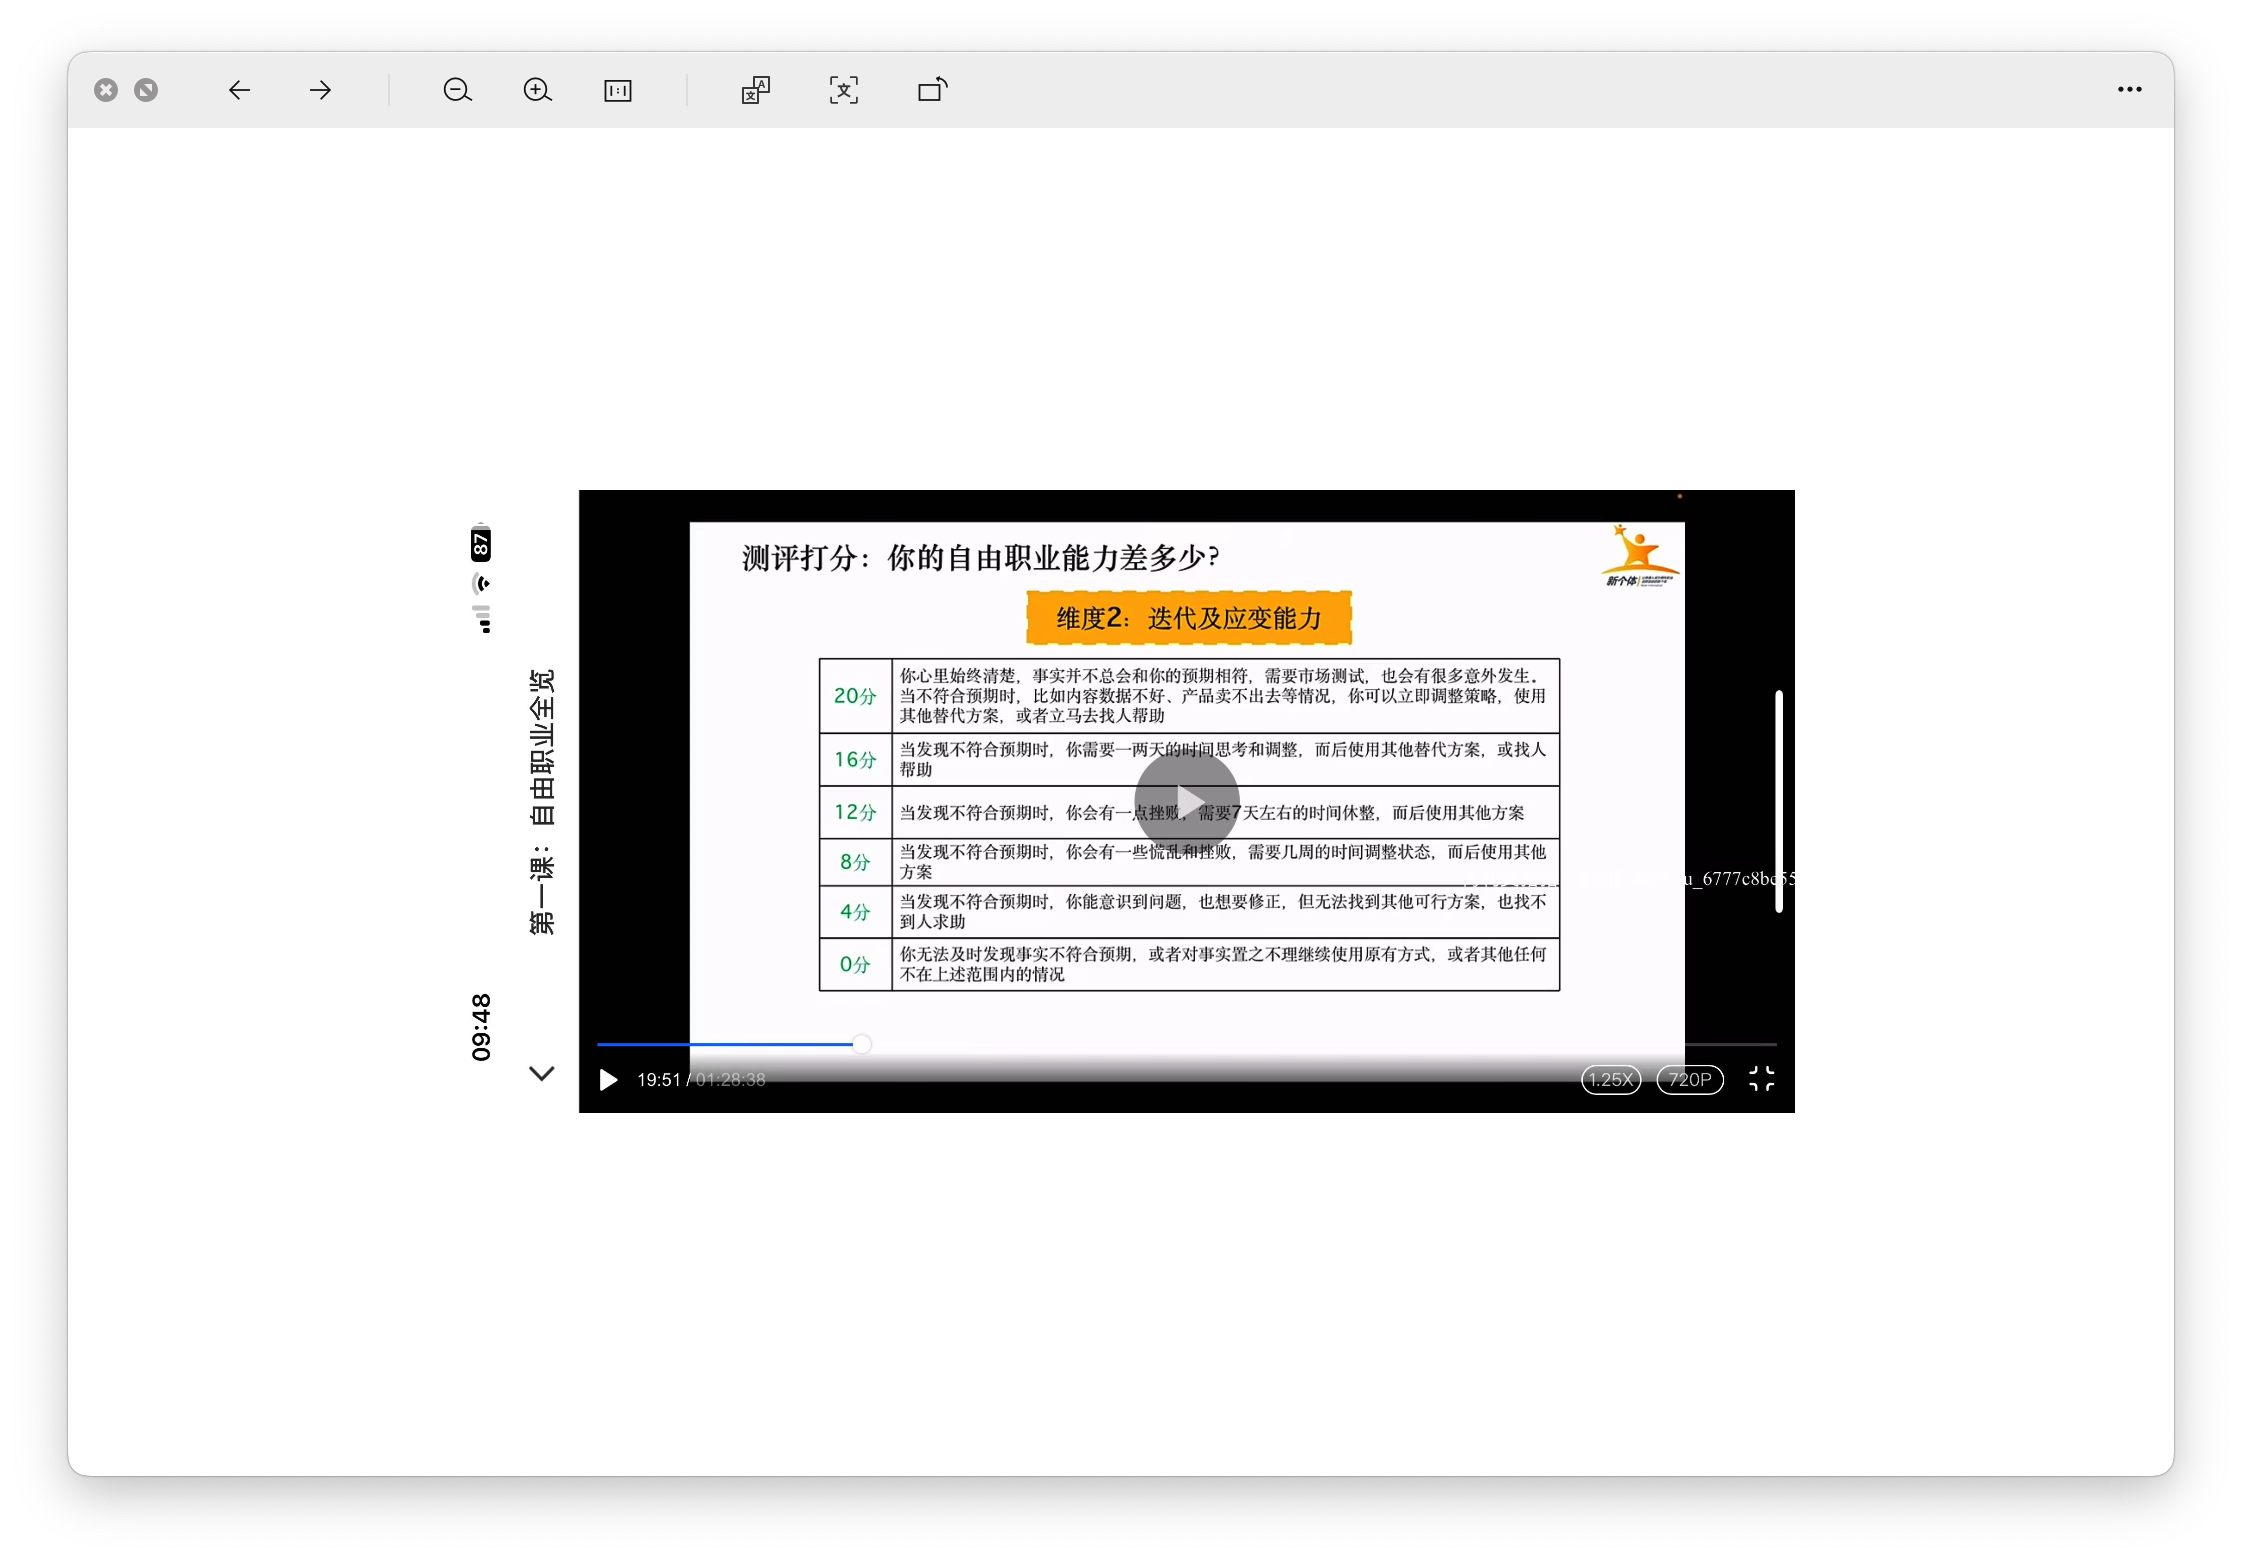 87
09:48
第一课：自由职业全览
测评打分：你的自由职业能力差多少?
新个体
维度2：迭代及应变能力
20分
你心里始终清楚，事实并不总会和你的预期相符，需要市场测试，也会有很多意外发生。
当不符合预期时，比如内容数据不好、产品卖不出去等情况，你可以立即调整策略，使用
其他替代方案，或者立马去找人帮助
16分
当发现不符合预期时，你需要一两天的时间思考和调整，而后使用其他替代方案，或找人
帮助
12分
当发现不符合预期时，你会有一点挫败，需要7天左右的时间休整，而后使用其他方案
8分
当发现不符合预期时，你会有一些慌乱和挫败，需要几周的时间调整状态，而后使用其他
方案
4分
当发现不符合预期时，你能意识到问题，也想要修正，但无法找到其他可行方案，也找不
到人求助
0分
你无法及时发现事实不符合预期，或者对事实置之不理继续使用原有方式，或者其他任何
不在上述范围内的情况
19:51 / 01:28:38
1.25X
720P